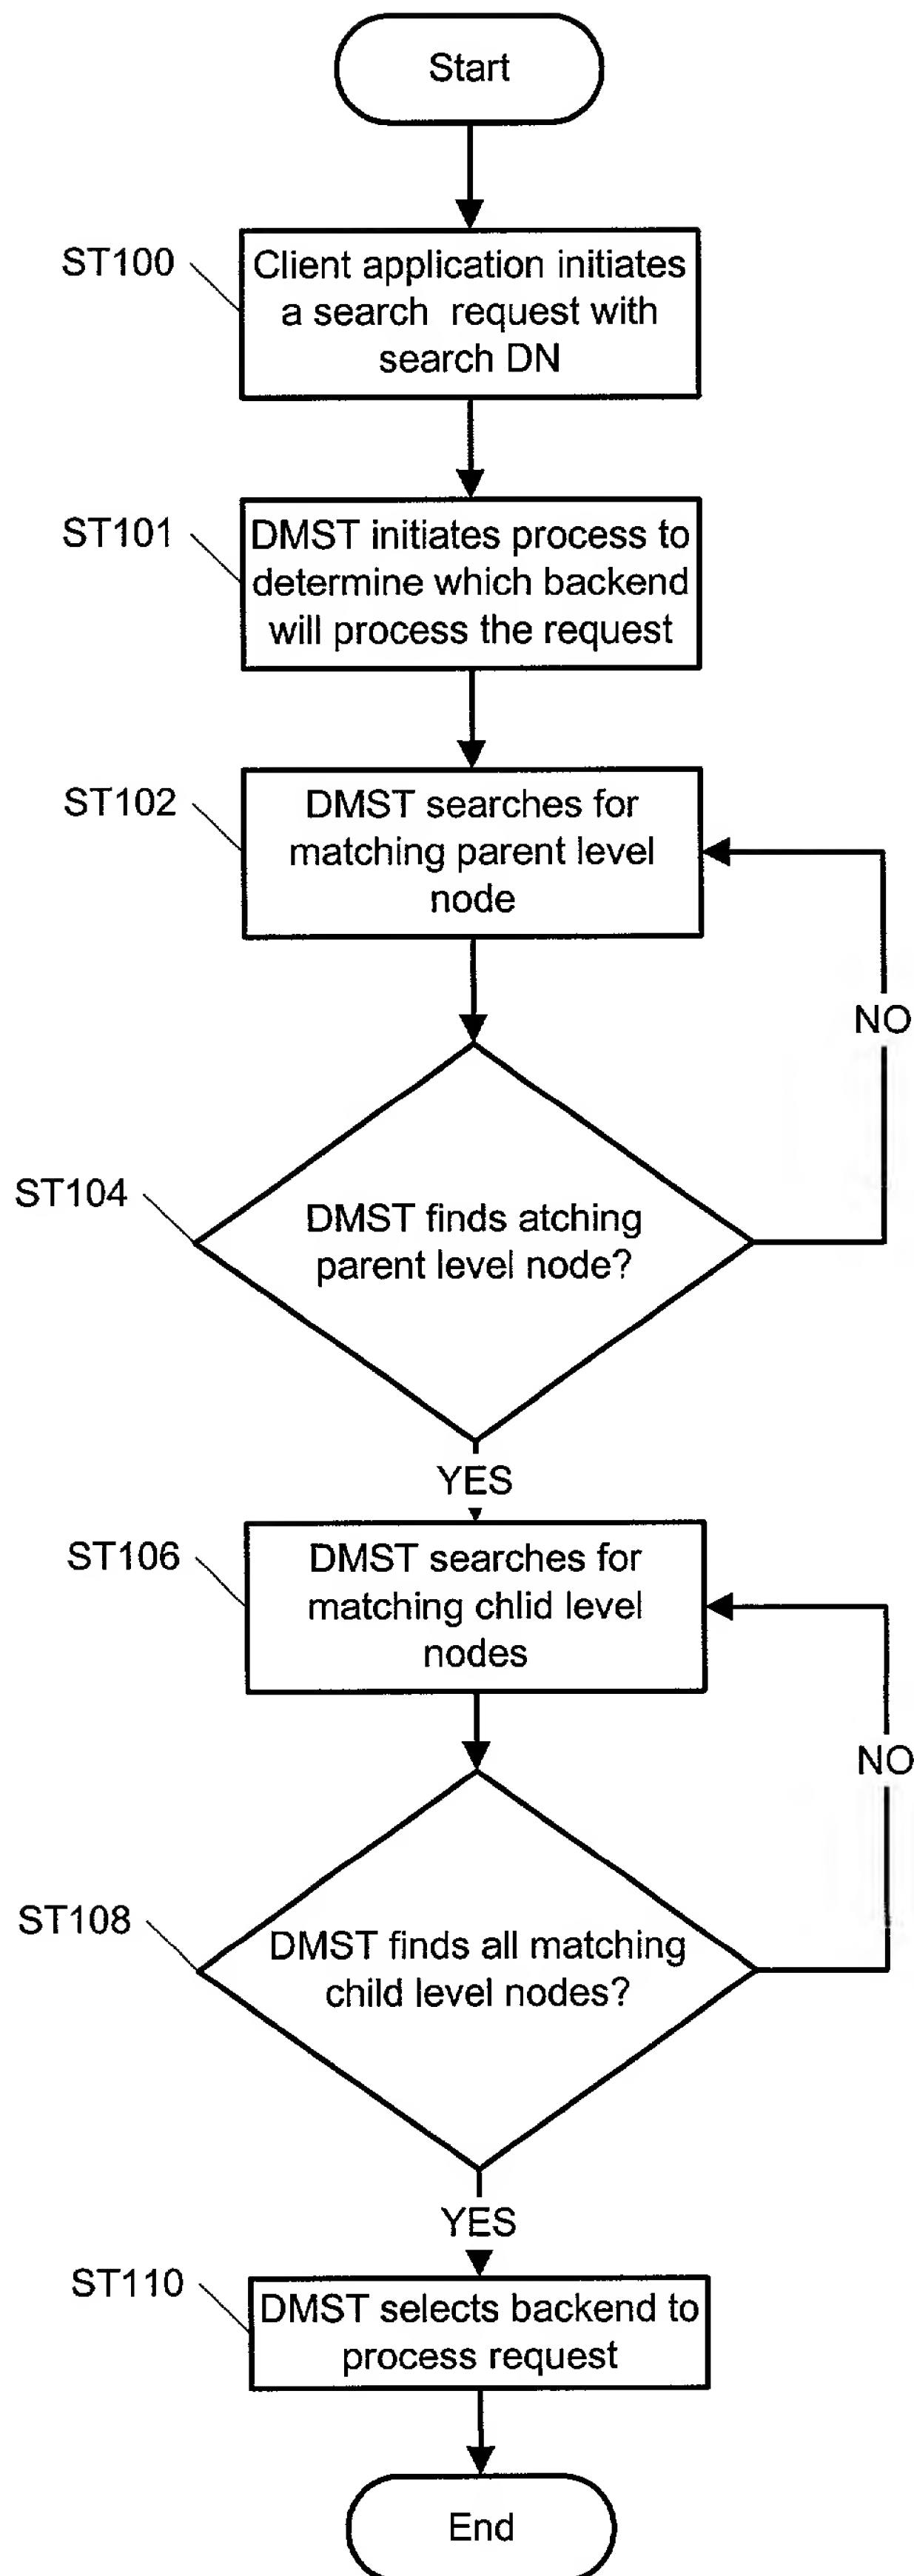 Start
ST100
Client application initiates
a search request with
search DN
ST101
DMST initiates process to
determine which backend
will process the request
ST102
DMST searches for
matching parent level
node
NO
ST104
DMST finds atching
parent level node?
YES
ST106
DMST searches for
matching chlid level
nodes
NO
ST108
DMST finds all matching
child level nodes?
YES
ST110
DMST selects backend to
process request
End